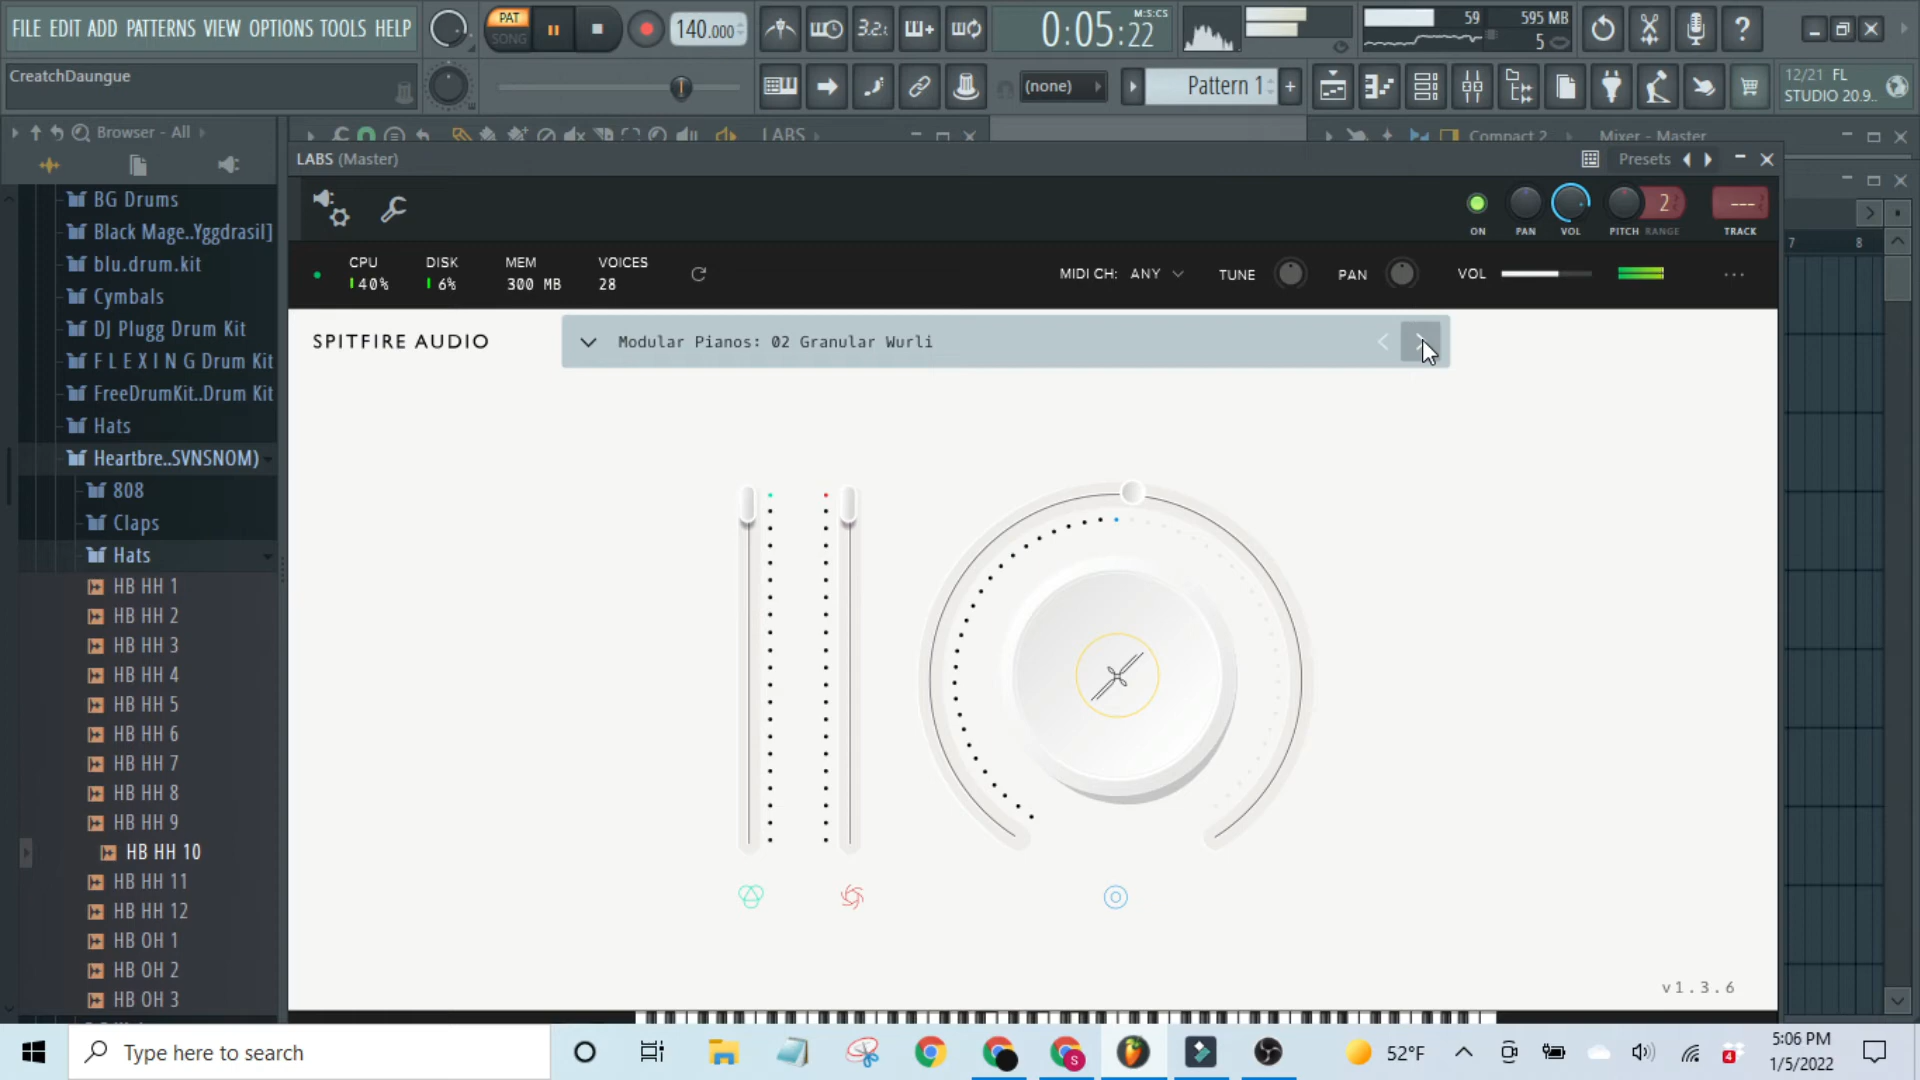 FILE EDIT ADD PATTERNS VIEW OPTIONS TOOLS HELP
PAT
SONG
140.000
3.2
0:05:22
M:S:CS
59
595 MB
5
CreatchDaungue
(none)
Pattern 1
12/21 FL
STUDIO 20.9..
Browser - All
LABS
Compact 2
Mixer - Master
LABS (Master)
Presets
BG Drums
Black Mage..Yggdrasil]
blu.drum.kit
Cymbals
DJ Plugg Drum Kit
F L E X I N G Drum Kit
FreeDrumKit..Drum Kit
Hats
Heartbre..SVNSNOM)
808
Claps
Hats
HB HH 1
HB HH 2
HB HH 3
HB HH 4
HB HH 5
HB HH 6
HB HH 7
HB HH 8
HB HH 9
HB HH 10
HB HH 11
HB HH 12
HB OH 1
HB OH 2
HB OH 3
2
---
ON PAN VOL PITCH RANGE TRACK
7 8
CPU DISK MEM VOICES
40% 6% 300 MB 28
MIDI CH: ANY TUNE PAN VOL
SPITFIRE AUDIO
Modular Pianos: 02 Granular Wurli
v1.3.6
Type here to search
S
52°F
4
5:06 PM
1/5/2022